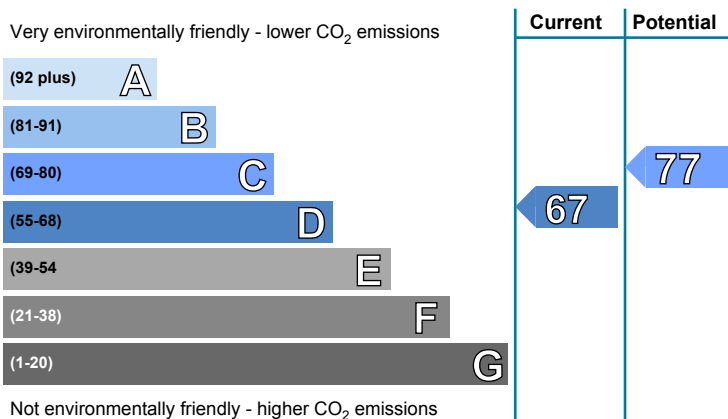 Current Potential
Very environmentally friendly - lower CO2 emissions
(92 plus) A
(81-91) B
(69-80) C
77
(55-68) D
67
(39-54 E
(21-38) F
(1-20) G
Not environmentally friendly - higher CO2 emissions